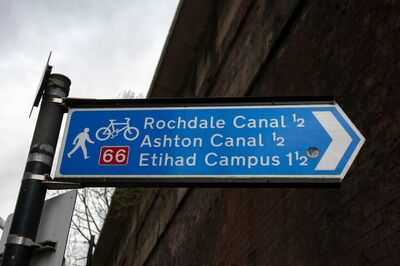 Rochdale Canal ½
Ashton Canal ½
66
Etihad Campus 1½